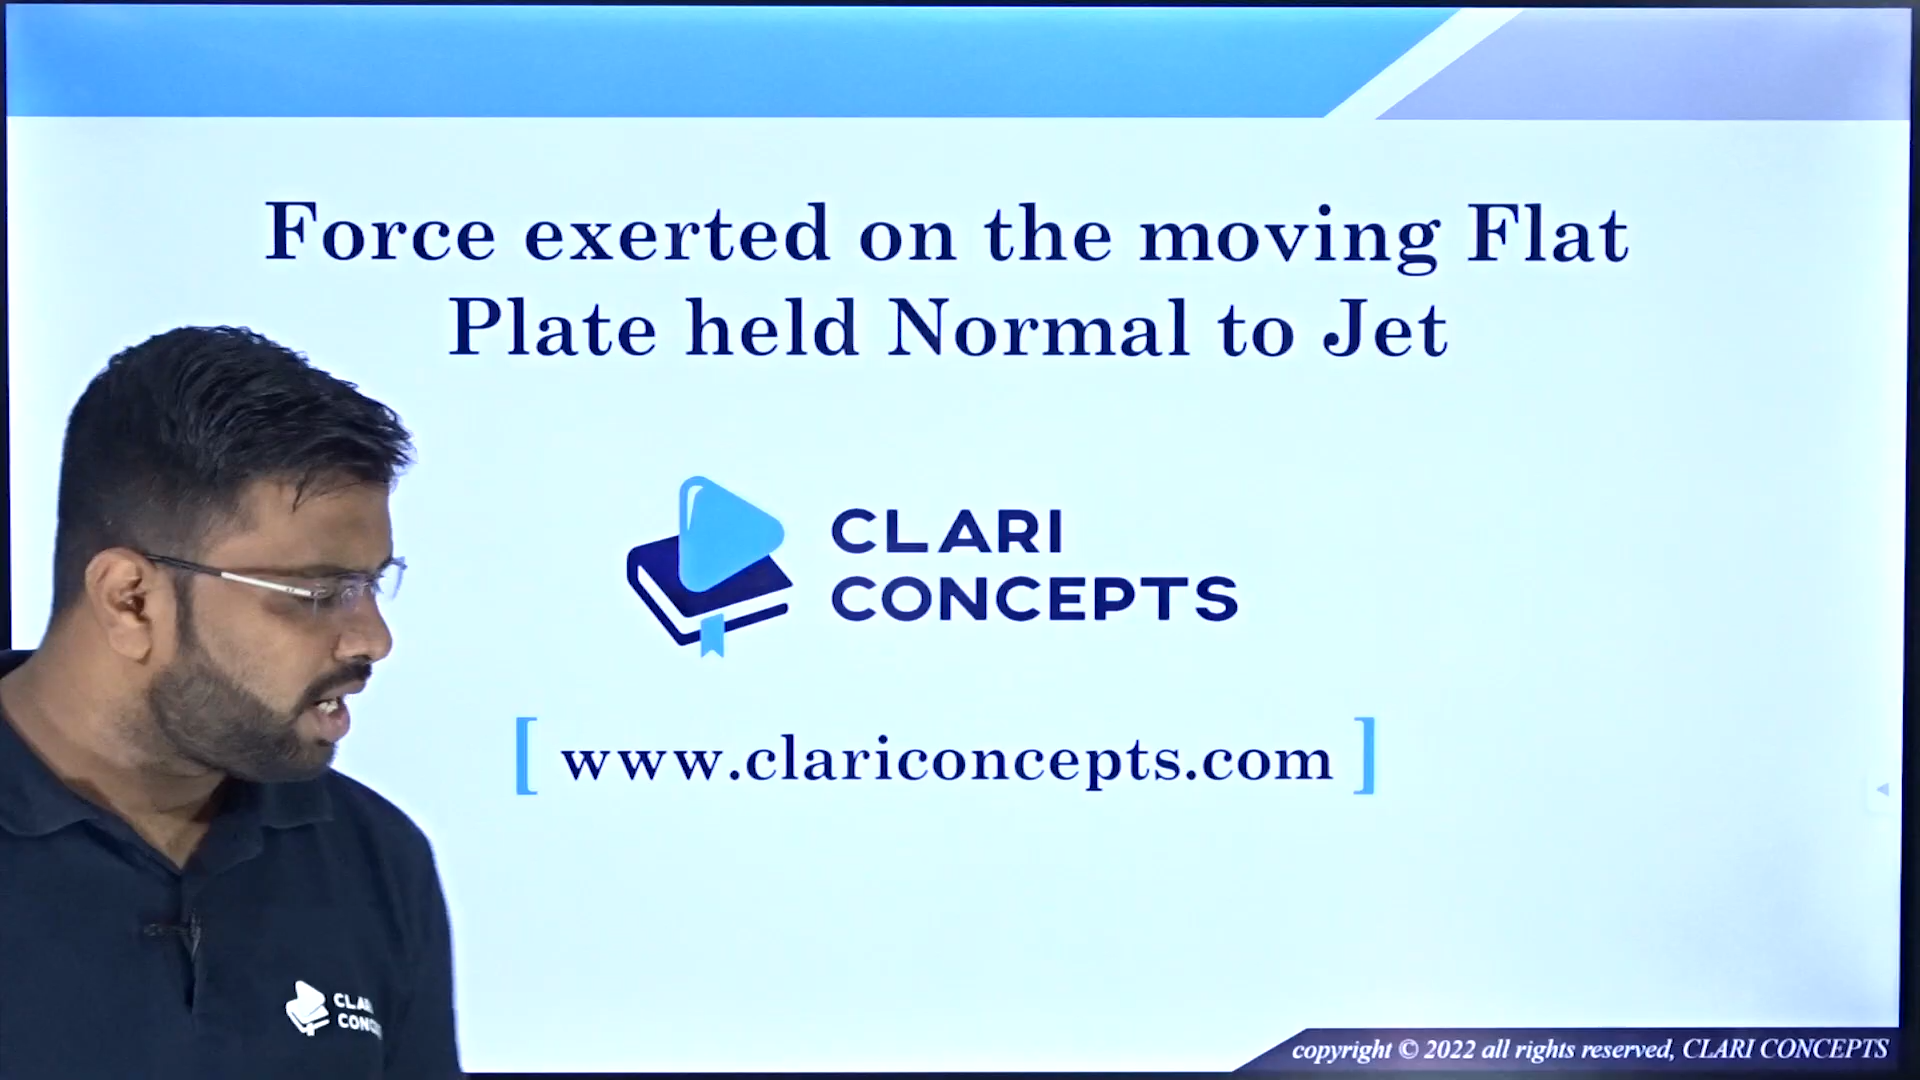 Force exerted on the moving Flat
Plate held Normal to Jet
CLARI
CONCEPTS
[ www.clariconcepts.com ]
copyright © 2022 all rights reserved, CLARI CONCEPTS